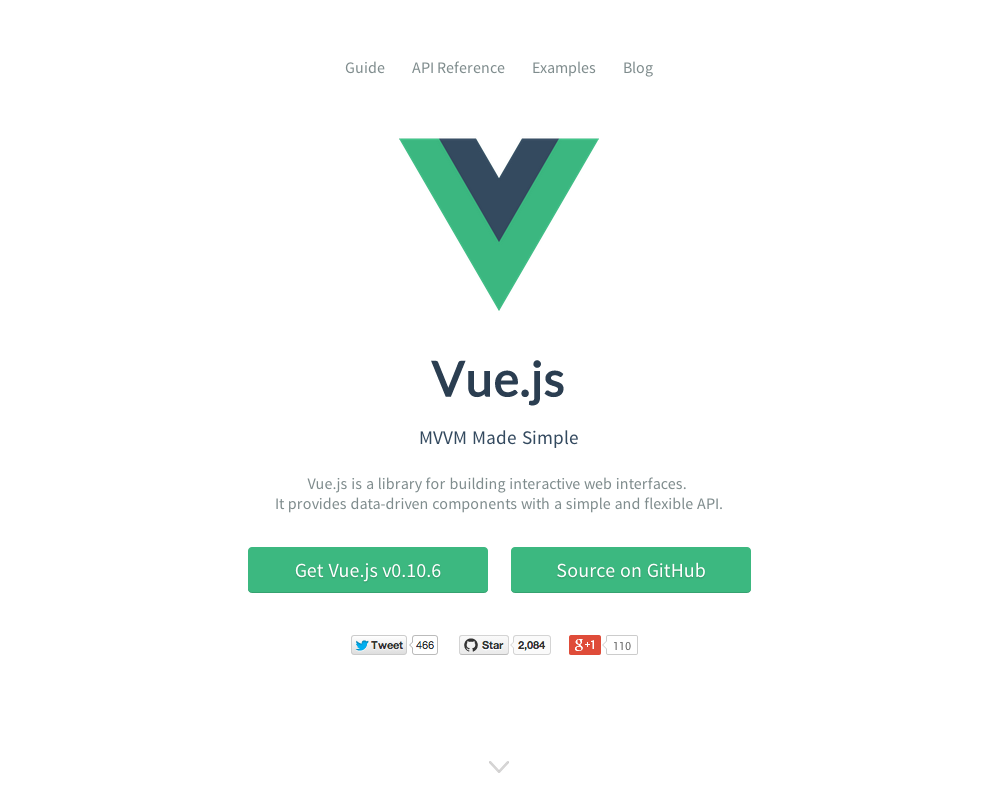 Guide API Reference Examples Blog
Vue.js
MVVM Made Simple
Vue.js is a library for building interactive web interfaces.
It provides data-driven components with a simple and flexible API.
Get Vue.js v0.10.6 Source on GitHub
Tweet 466 Star 2,084 g+1 110